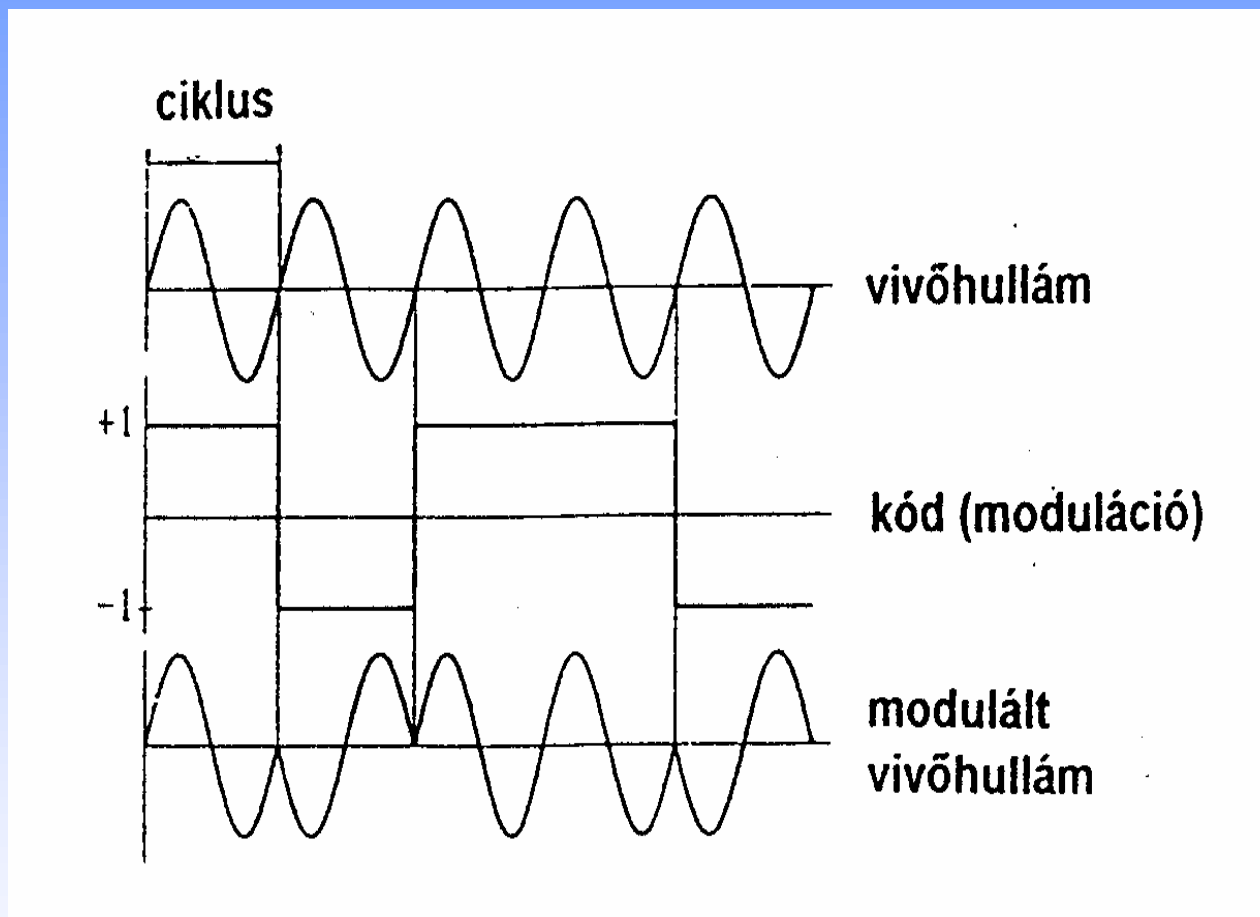 ciklus
vivőhullám
+1
kód (moduláció)
-1
modulált
vivőhullám